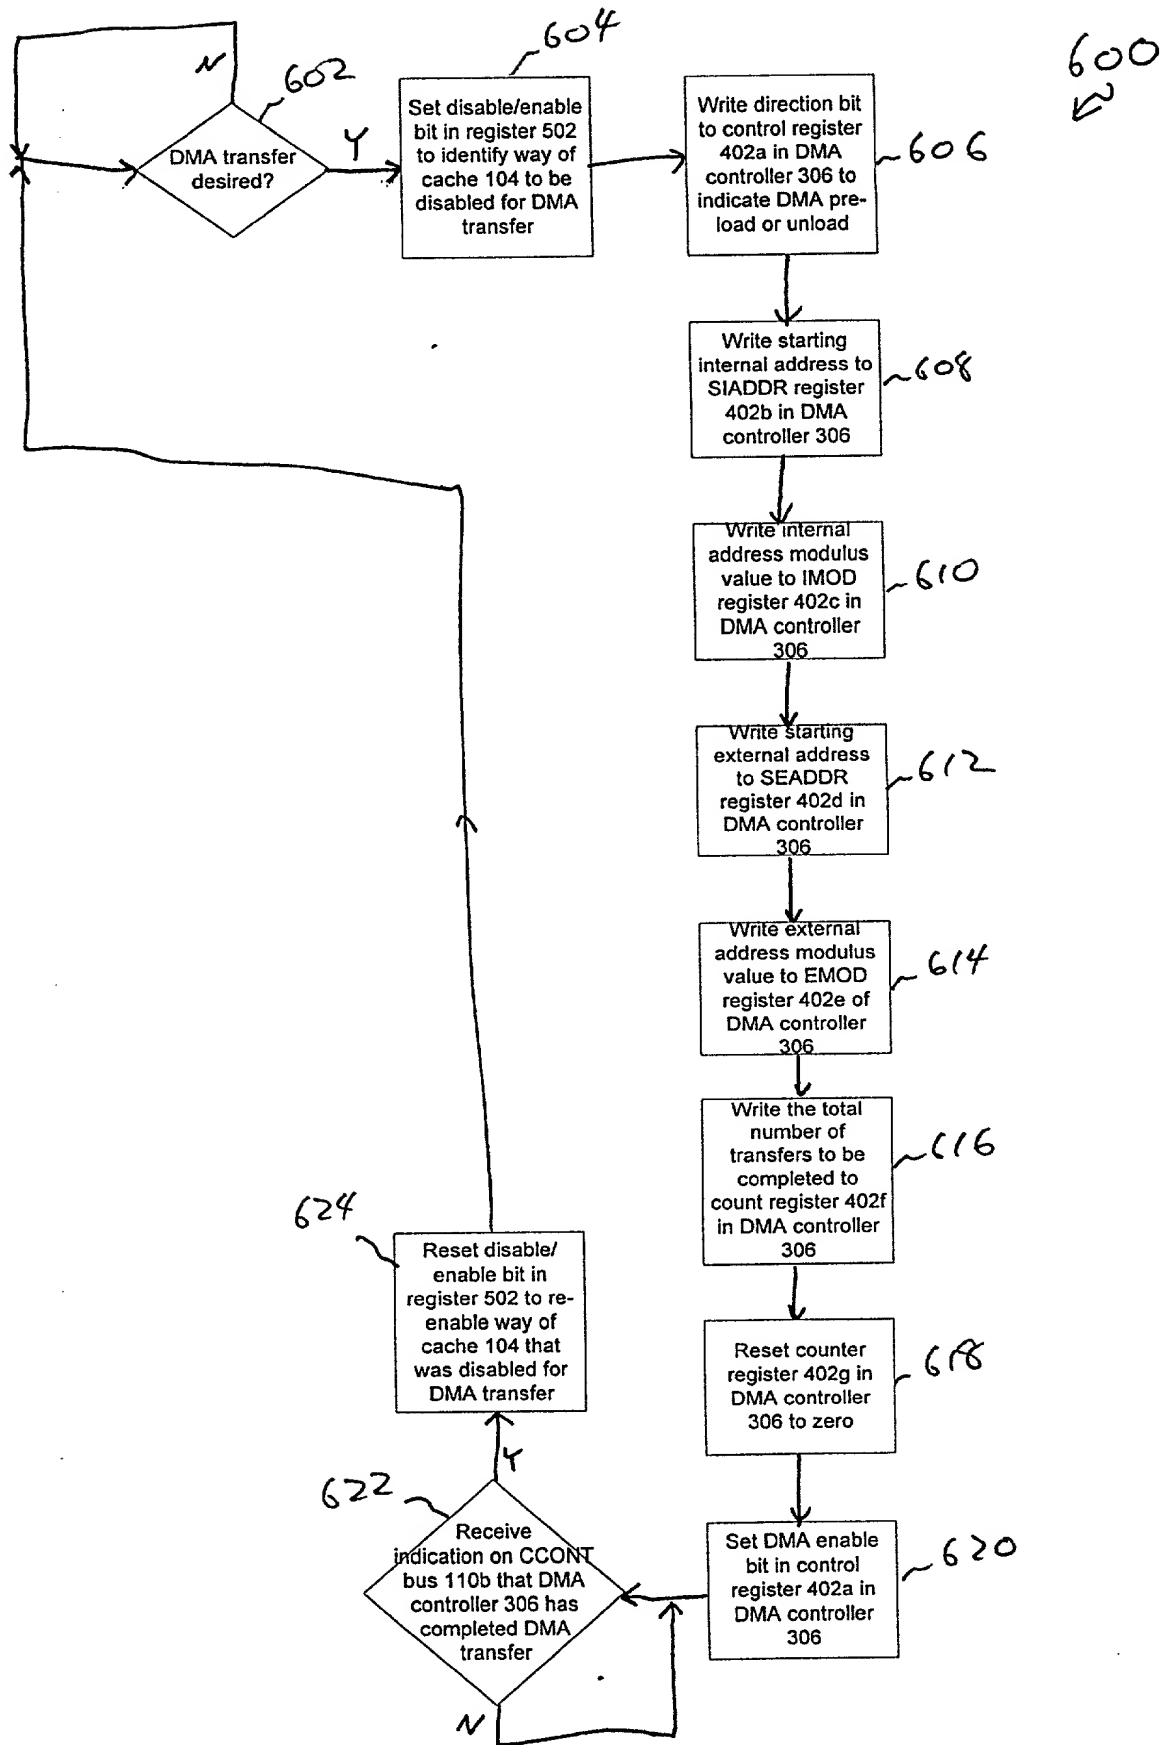 600
N
602
DMA transfer
desired?
Y
604
Set disable/enable
bit in register 502
to identify way of
cache 104 to be
disabled for DMA
transfer
Write direction bit
to control register
402a in DMA
controller 306 to
indicate DMA pre-
load or unload
606
Write starting
internal address to
SIADDR register
402b in DMA
controller 306
608
Write internal
address modulus
value to IMOD
register 402c in
DMA controller
306
610
Write starting
external address
to SEADDR
register 402d in
DMA controller
306
612
Write external
address modulus
value to EMOD
register 402e of
DMA controller
306
614
Write the total
number of
transfers to be
completed to
count register 402f
in DMA controller
306
616
Reset counter
register 402g in
DMA controller
306 to zero
618
Set DMA enable
bit in control
register 402a in
DMA controller
306
620
622
Receive
indication on CCONT
bus 110b that DMA
controller 306 has
completed DMA
transfer
N
Y
624
Reset disable/
enable bit in
register 502 to re-
enable way of
cache 104 that
was disabled for
DMA transfer